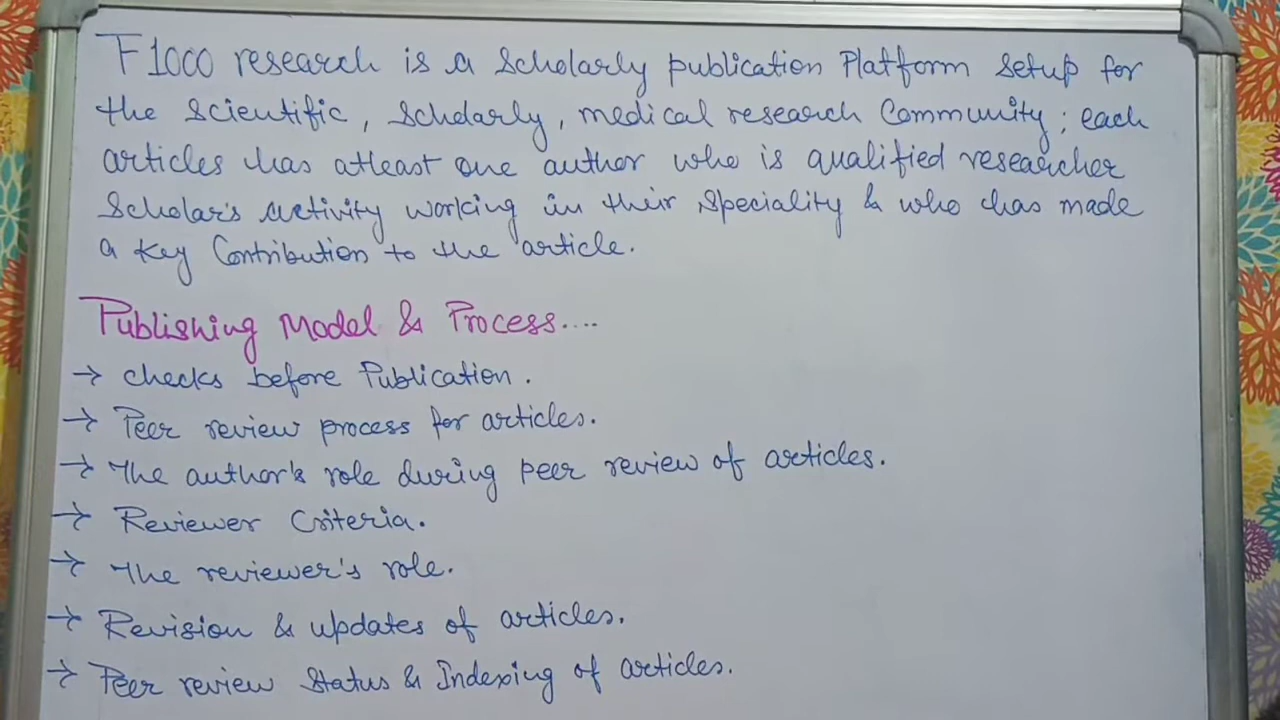 F1000 research is a Scholarly publication Platform Setup for
the Scientific, Scholarly, medical research Community; each
articles has atleast one author who is qualified researcher
Scholar's activity working in their Speciality & who has made
a Key Contribution to the article.
Publishing Model & Process....
→ Checks before Publication.
→ Peer review process for articles.
→ The author's role during peer review of articles.
→ Reviewer Criteria.
→ The reviewer's role.
→ Revision & updates of articles.
→ Peer review Status & Indexing of articles.